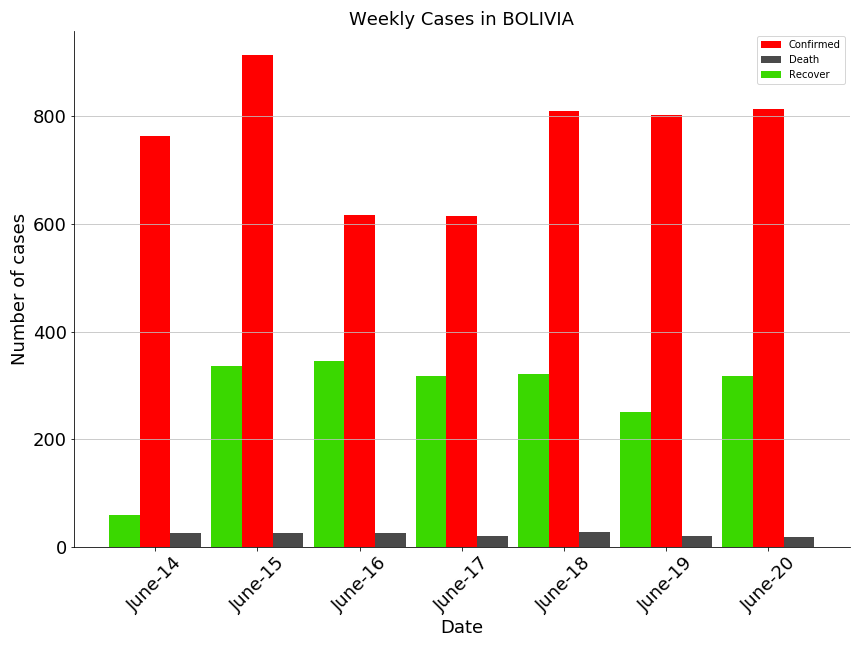 Weekly Cases in BOLIVIA
Confirmed
Death
Recover
Number of cases
800
600
400
200
0
June-14
June-15
June-16
June-17
June-18
June-19
June-20
Date